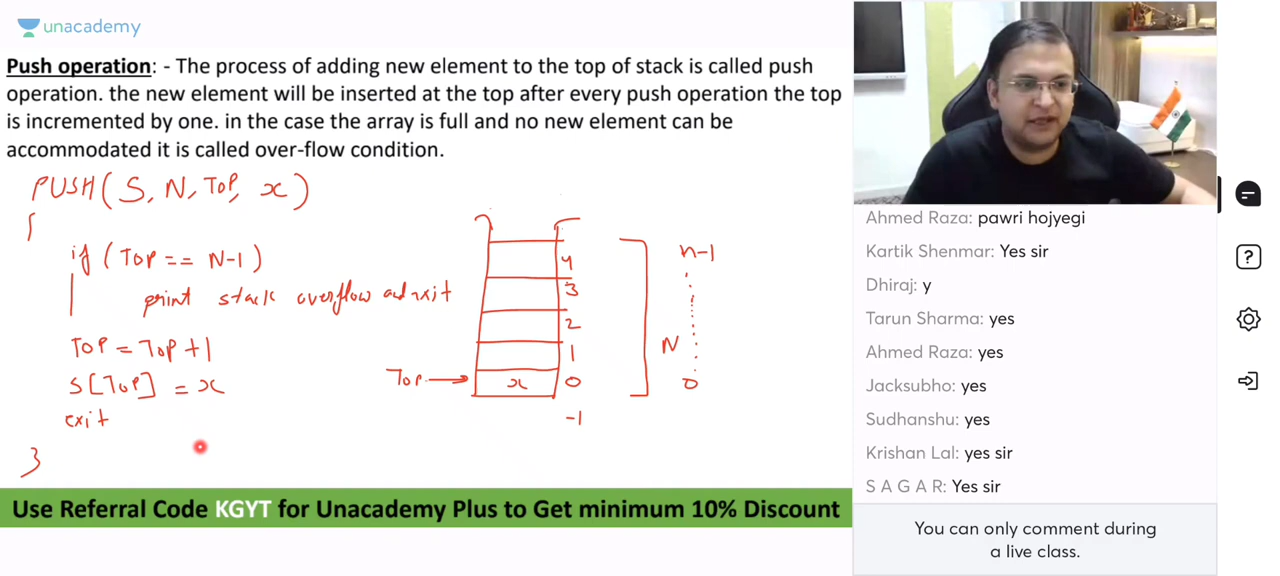 unacademy
Push operation: - The process of adding new element to the top of stack is called push
operation. the new element will be inserted at the top after every push operation the top
is incremented by one. in the case the array is full and no new element can be
accommodated it is called over-flow condition.
PUSH( S, N, TOP, x )
{
if ( TOP == N-1 )
print stack overflow and exit
TOP = TOP + 1
S[TOP] = x
exit
}
4
3
2
1
TOP → x 0
-1
n-1
N
0
Use Referral Code KGYT for Unacademy Plus to Get minimum 10% Discount
Ahmed Raza: pawri hojyegi
Kartik Shenmar: Yes sir
Dhiraj: y
Tarun Sharma: yes
Ahmed Raza: yes
Jacksubho: yes
Sudhanshu: yes
Krishan Lal: yes sir
S A G A R: Yes sir
You can only comment during
a live class.
?